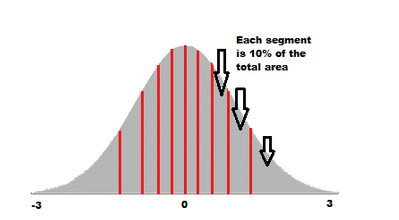 Each segment
is 10% of the
total area
-3 0 3